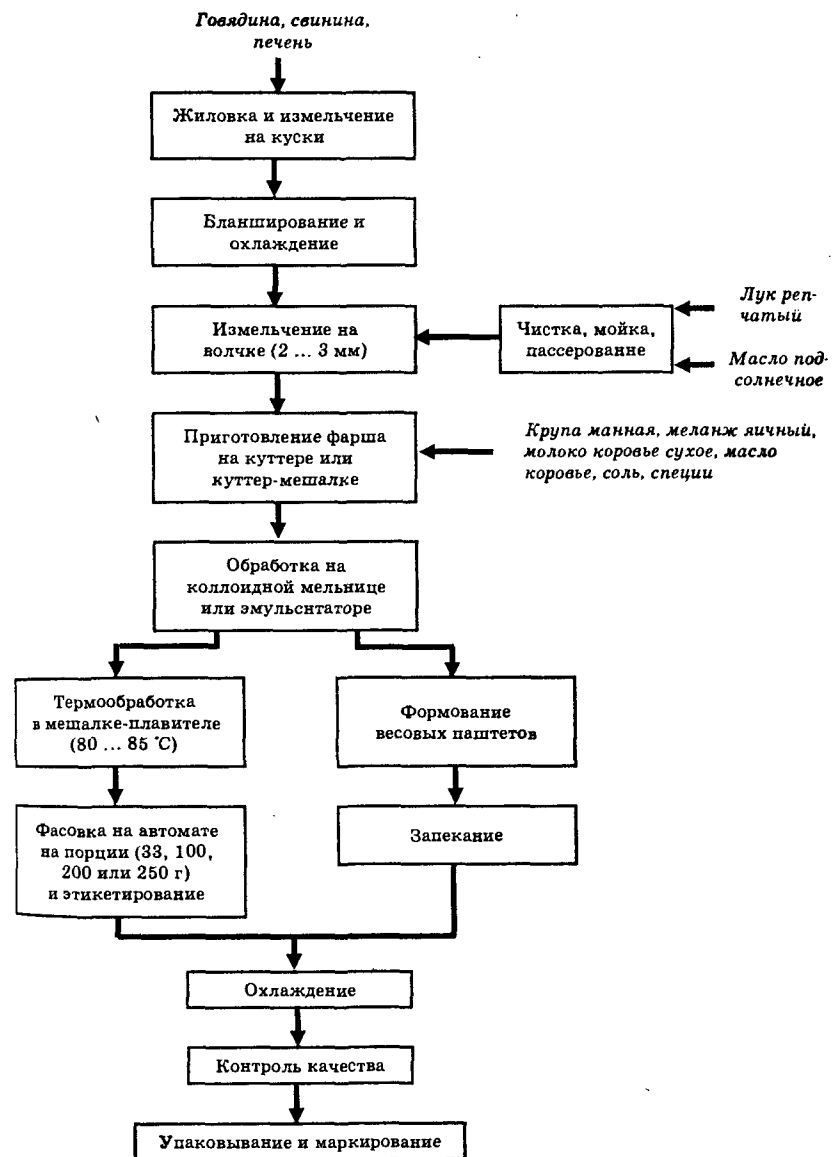 Говядина, свинина,
печень
Жиловка и измельчение
на куски
Бланширование и
охлаждение
Измельчение на
волчке (2 ... 3 мм)
Чистка, мойка,
пассерованне
Лук реп-
чатый
Масло под-
солнечное
Приготовление фарша
на куттере или
куттер-мешалке
Крупа манная, меланж яичный,
молоко коровье сухое, масло
коровье, соль, специи
Обработка на
коллоидной мельнице
или эмульснтаторе
Термообработка
в мешалке-плавителе
(80 ... 85 °С)
Формование
весовых паштетов
Фасовка на автомате
на порции (33, 100,
200 или 250 г)
и этикетирование
Запекание
Охлаждение
Контроль качества
Упаковывание и маркирование